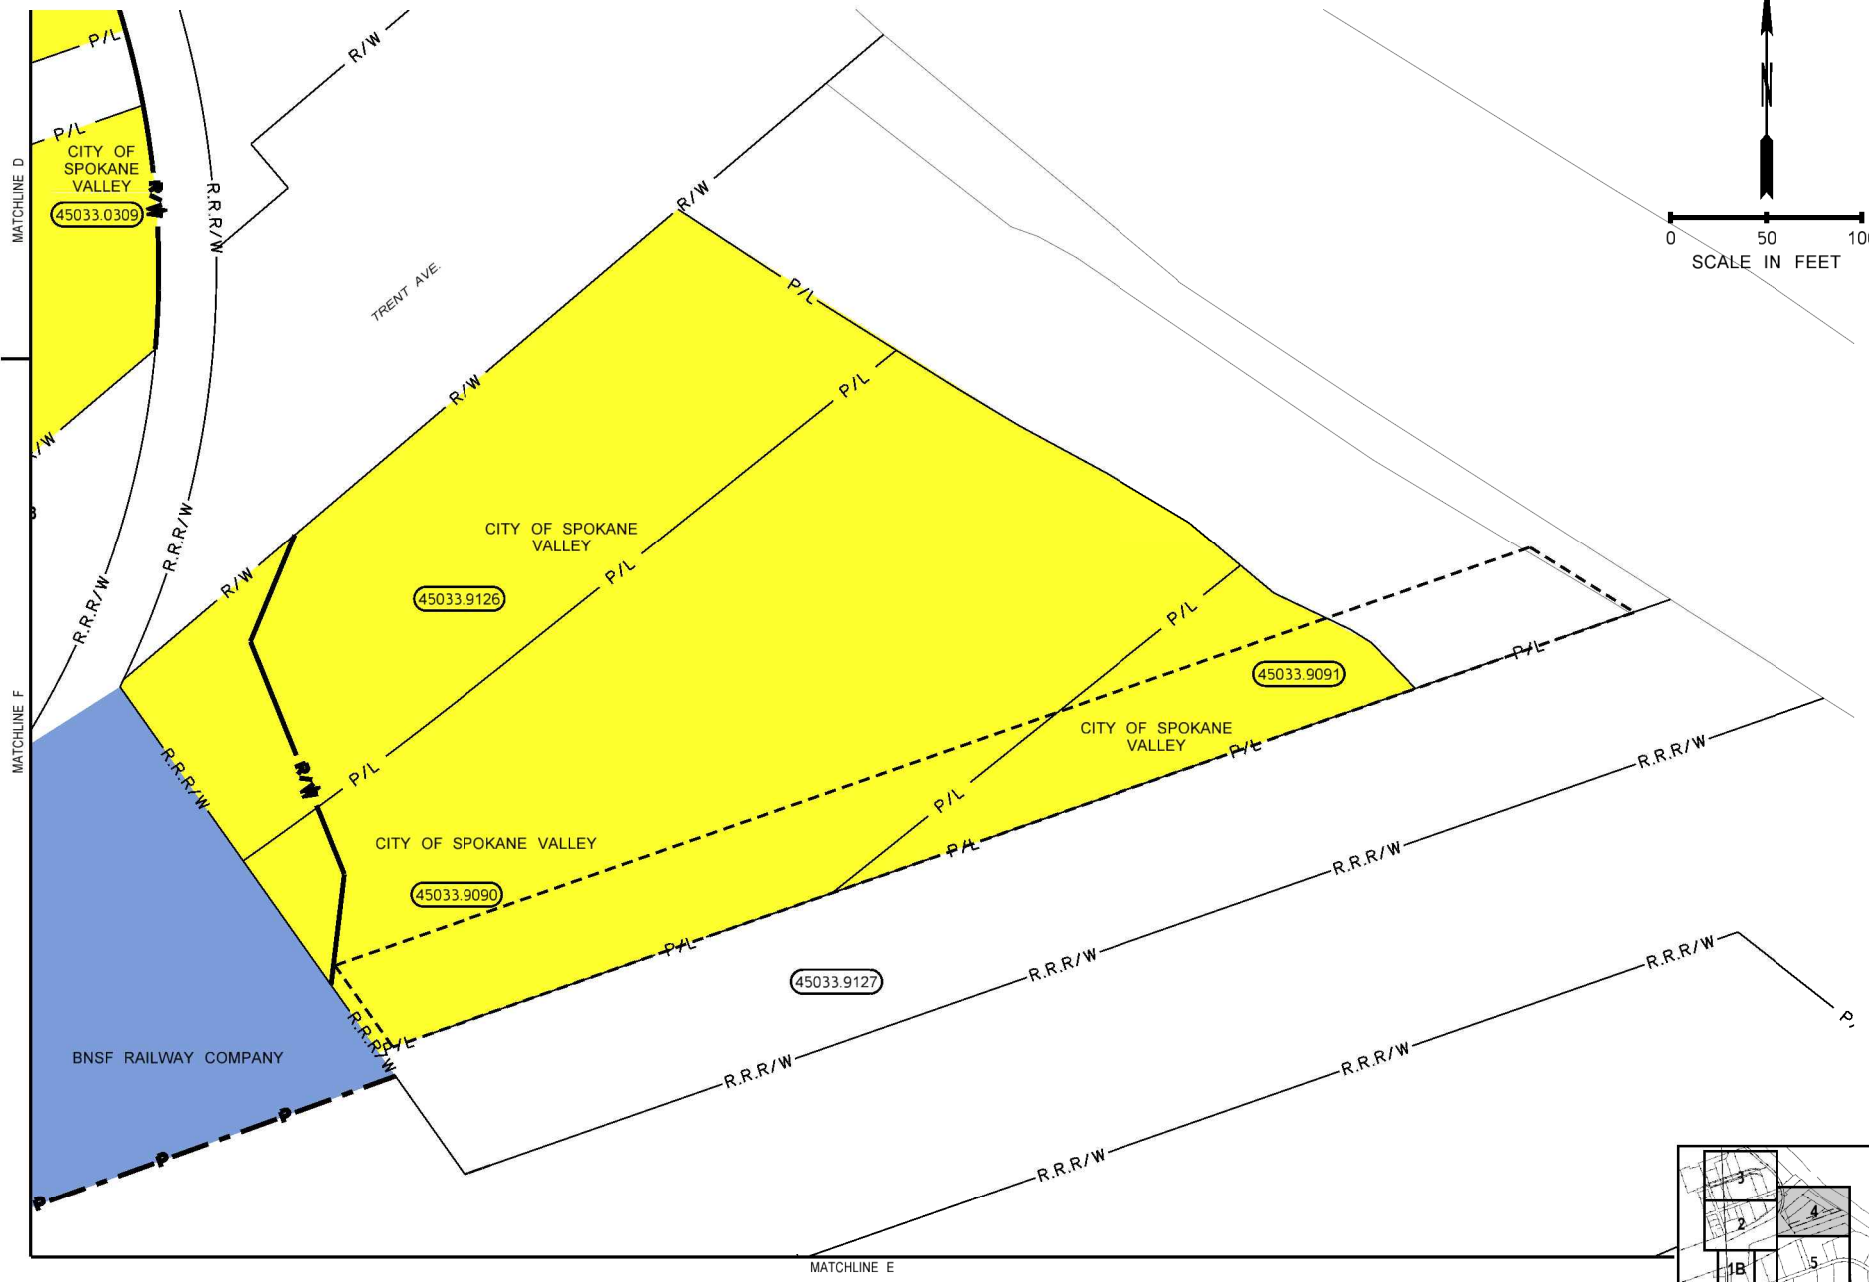 P/L
R/W
N
P/L
CITY OF
SPOKANE
VALLEY
45033.0309
R/W
R.R.R/W
MATCHLINE D
R/W
0 50
SCALE IN FEET
TRENT AVE.
P/L
R/W
P/L
R/W
R.R.R/W
CITY OF SPOKANE
VALLEY
P/L
45033.9126
R/W
R.R.R/W
P/L
P/L
45033.9091
MATCHLINE F
CITY OF SPOKANE
VALLEY
P/L
R.R.R/W
R.R.R/W
R/W
P/L
P/L
CITY OF SPOKANE VALLEY
P/L
R.R.R/W
45033.9090
P/L
R.R.R/W
R.R.R/W
45033.9127
R.R.R/W
P/L
BNSF RAILWAY COMPANY
R.R.R/W
R.R.R/W
P
P
R.R.R/W
P
3
4
2
5
1B
MATCHLINE E